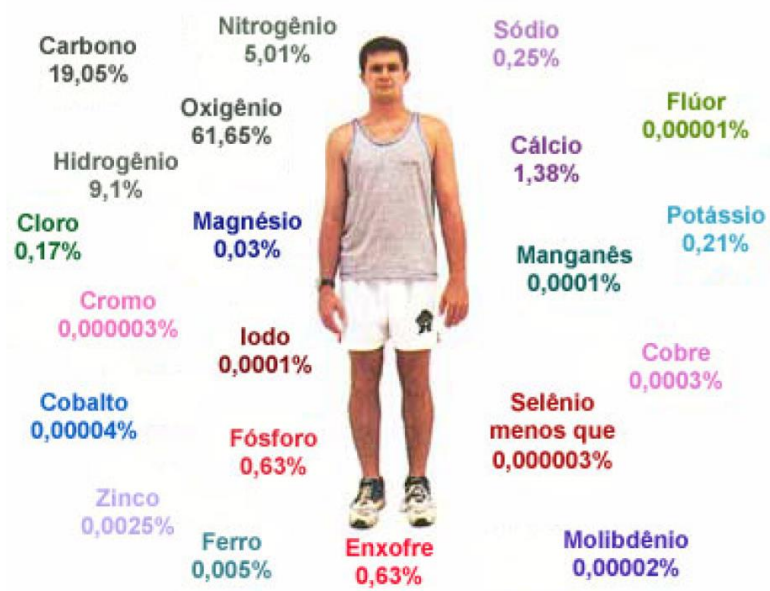 Nitrogênio
5,01%
Sódio
0,25%
Carbono
19,05%
Flúor
0,00001%
Oxigênio
61,65%
Cálcio
1,38%
Hidrogênio
9,1%
Cloro
0,17%
Magnésio
0,03%
Potássio
0,21%
Manganês
0,0001%
Cromo
0,000003%
Iodo
0,0001%
Cobre
0,0003%
Cobalto
0,00004%
Selênio
menos que
0,000003%
Fósforo
0,63%
Zinco
0,0025%
Ferro
0,005%
Enxofre
0,63%
Molibdênio
0,00002%